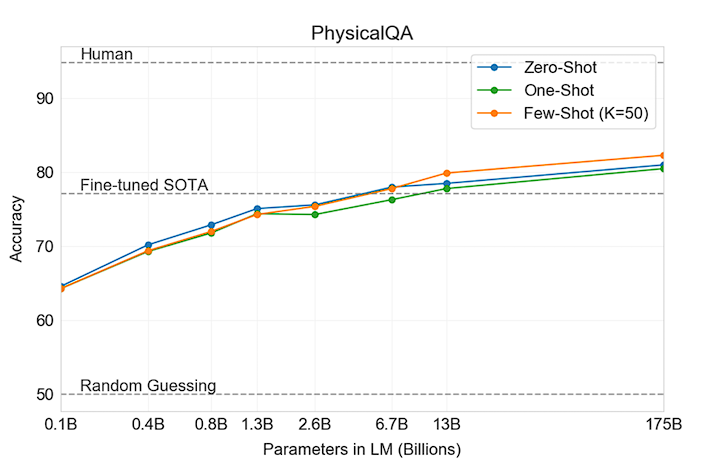 PhysicalQA
Human
Zero-Shot
One-Shot
Few-Shot (K=50)
90
80
Fine-tuned SOTA
70
60
Random Guessing
50
Accuracy
0.1B 0.4B 0.8B 1.3B 2.6B 6.7B 13B 175B
Parameters in LM (Billions)